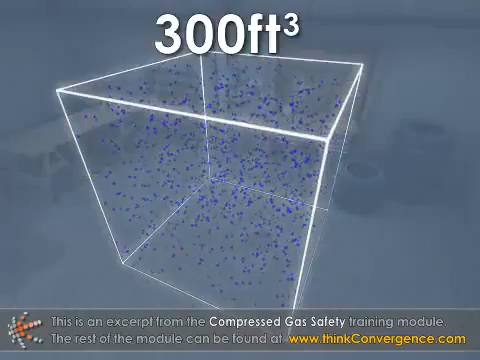 300ft³
This is an excerpt from the Compressed Gas Safety training module.
The rest of the module can be found at www.thinkConvergence.com